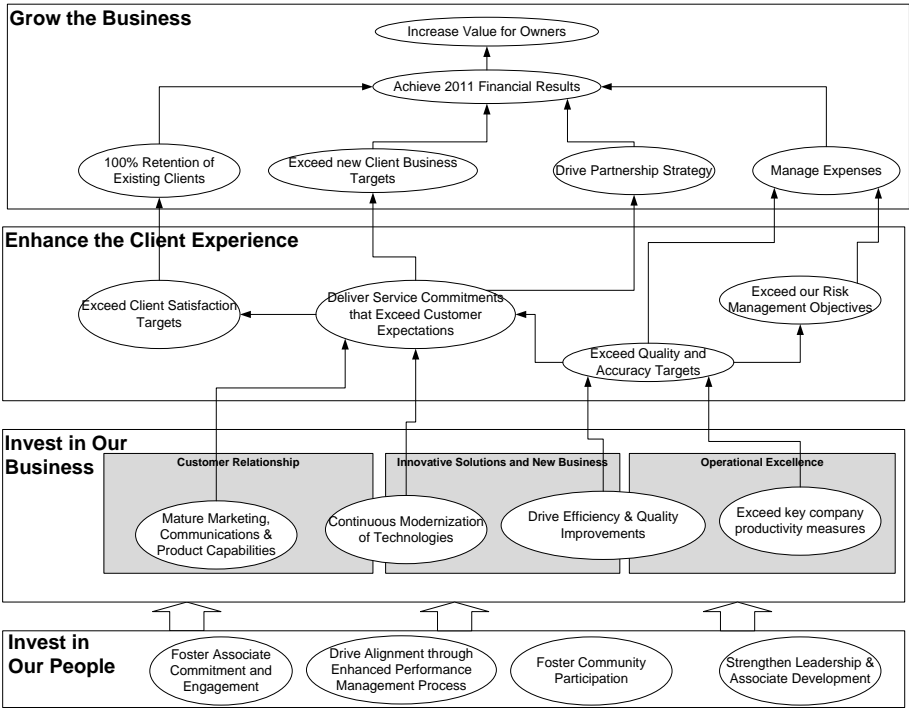 Grow the Business
Increase Value for Owners
Achieve 2011 Financial Results
100% Retention of
Existing Clients
Exceed new Client Business
Targets
Drive Partnership Strategy
Manage Expenses
Enhance the Client Experience
Exceed Client Satisfaction
Targets
Deliver Service Commitments
that Exceed Customer
Expectations
Exceed our Risk
Management Objectives
Exceed Quality and
Accuracy Targets
Invest in Our
Business
Customer Relationship
Innovative Solutions and New Business
Operational Excellence
Mature Marketing,
Communications &
Product Capabilities
Continuous Modernization
of Technologies
Drive Efficiency & Quality
Improvements
Exceed key company
productivity measures
Invest in
Our People
Foster Associate
Commitment and
Engagement
Drive Alignment through
Enhanced Performance
Management Process
Foster Community
Participation
Strengthen Leadership &
Associate Development